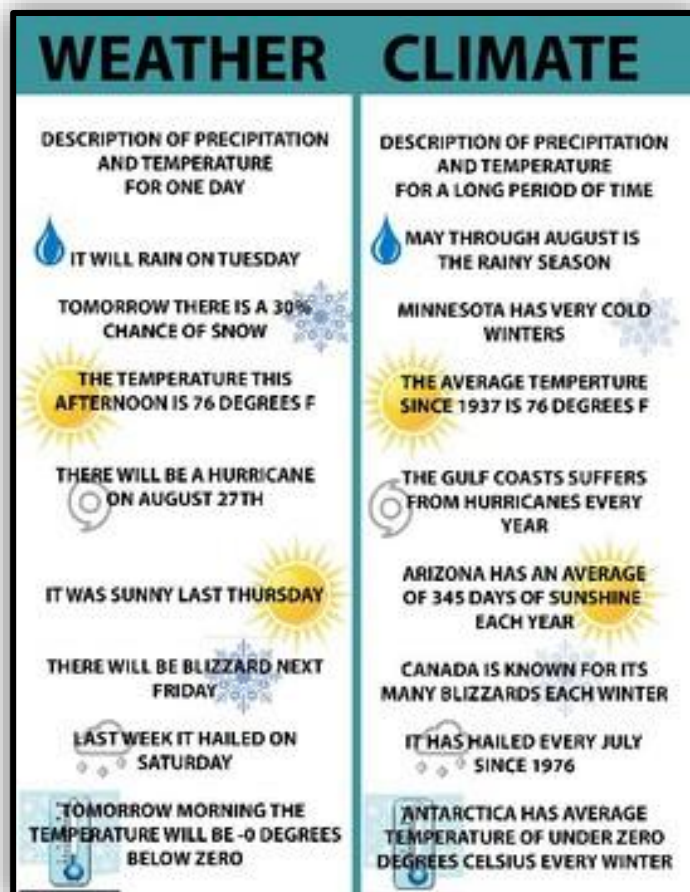 WEATHER
DESCRIPTION OF PRECIPITATION
AND TEMPERATURE
FOR ONE DAY
IT WILL RAIN ON TUESDAY
TOMORROW THERE IS A 30%
CHANCE OF SNOW
THE TEMPERATURE THIS
AFTERNOON IS 76 DEGREES F
THERE WILL BE A HURRICANE
ON AUGUST 27TH
IT WAS SUNNY LAST THURSDAY
THERE WILL BE BLIZZARD NEXT
FRIDAY
LAST WEEK IT HAILED ON
SATURDAY
TOMORROW MORNING THE
TEMPERATURE WILL BE -0 DEGREES
BELOW ZERO
CLIMATE
DESCRIPTION OF PRECIPITATION
AND TEMPERATURE
FOR A LONG PERIOD OF TIME
MAY THROUGH AUGUST IS
THE RAINY SEASON
MINNESOTA HAS VERY COLD
WINTERS
THE AVERAGE TEMPERTURE
SINCE 1937 IS 76 DEGREES F
THE GULF COASTS SUFFERS
FROM HURRICANES EVERY
YEAR
ARIZONA HAS AN AVERAGE
OF 345 DAYS OF SUNSHINE
EACH YEAR
CANADA IS KNOWN FOR ITS
MANY BLIZZARDS EACH WINTER
IT HAS HAILED EVERY JULY
SINCE 1976
ANTARCTICA HAS AVERAGE
TEMPERATURE OF UNDER ZERO
DEGREES CELSIUS EVERY WINTER